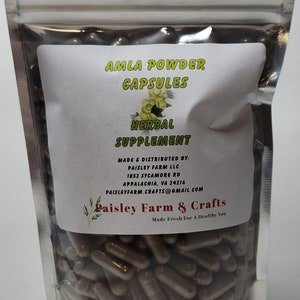 AMLA POWDER
CAPSULES
HERBAL
SUPPLEMENT
MADE & DISTRIBUTED BY:
PAISLEY FARM LLC
1852 SYCAMORE RD
APPALACHIA, VA 24216
PAISLEYFARM.CRAFTS@GMAIL.COM
Paisley Farm & Crafts
Made Fresh For A Healthy You